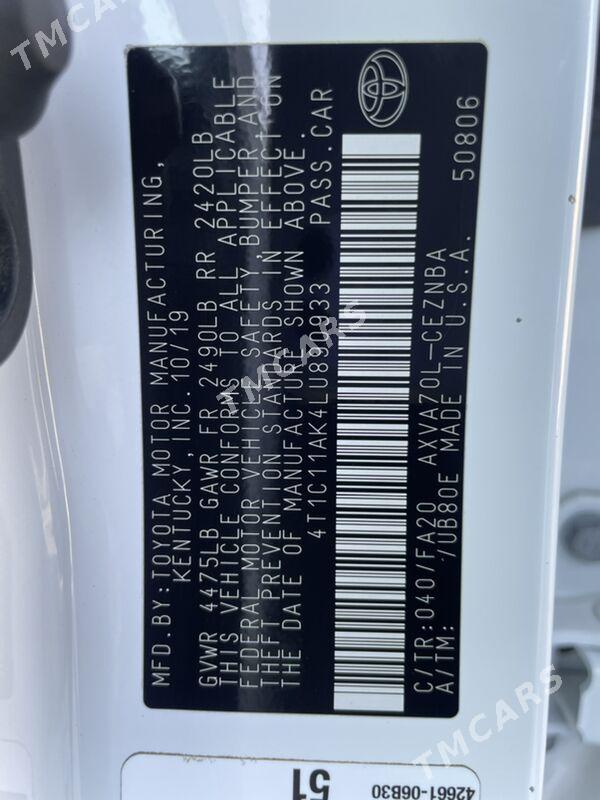 MFD.BY:TOYOTA MOTOR MANUFACTURING,
KENTUCKY,INC. 10/19
GVWR 4475LB GAWR FR 2490LB RR 2420LB
THIS VEHICLE CONFORMS TO ALL APPLICABLE
FEDERAL MOTOR VEHICLE SAFETY, BUMPER, AND
THEFT PREVENTION STANDARDS IN EFFECT ON
THE DATE OF MANUFACTURE SHOWN ABOVE.
PASS.CAR
C/TR:040/FA20 AXVA70L-CEZNBA 50806
A/TM: /UB80E MADE IN U.S.A.
42661-06B30
51
TMCARS
TMCARS
TMCARS
TMCARS